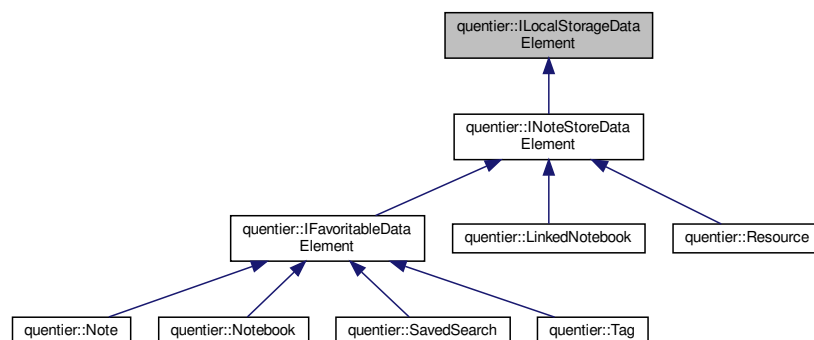 quentier::ILocalStorageData
Element
quentier::INoteStoreData
Element
quentier::IFavoritableData
Element
quentier::LinkedNotebook
quentier::Resource
quentier::Note
quentier::Notebook
quentier::SavedSearch
quentier::Tag